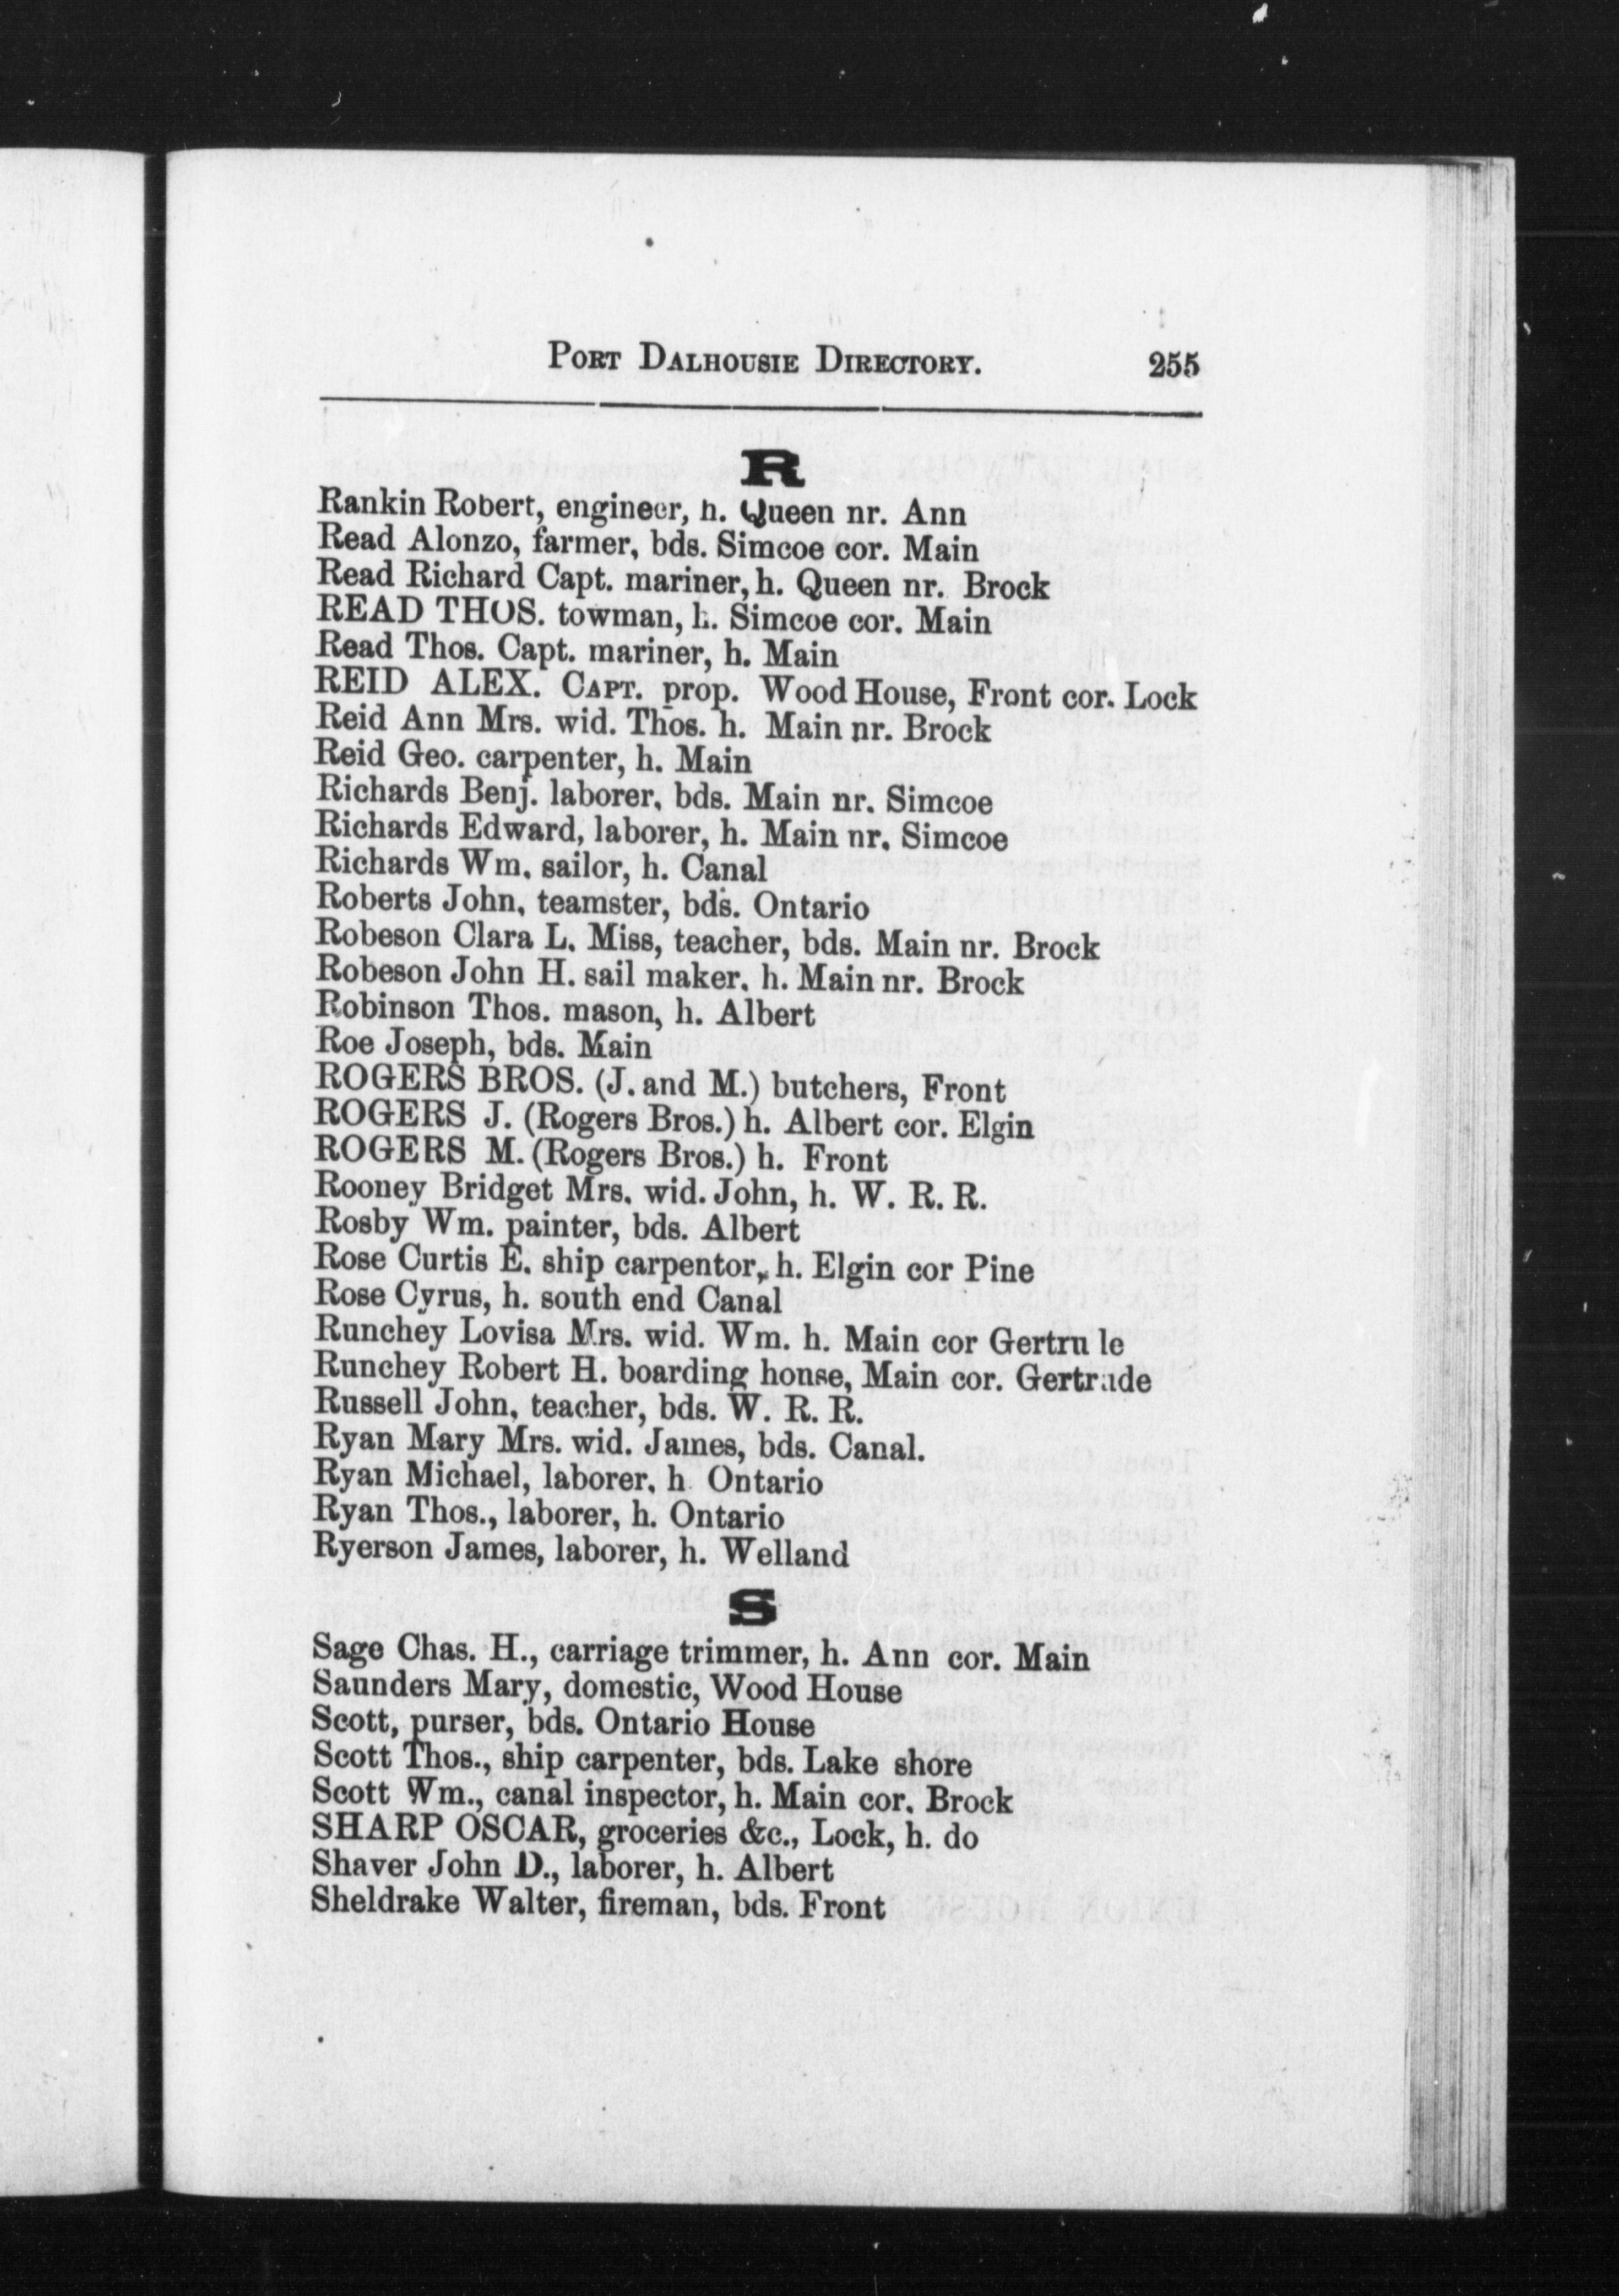 PORT DALHOUSIE DIRECTORY. 255
R
Rankin Robert, engineer, h. Queen nr. Ann
Read Alonzo, farmer, bds. Simcoe cor. Main
Read Richard Capt. mariner, h. Queen nr. Brock
READ THOS. towman, h. Simcoe cor. Main
Read Thos. Capt. mariner, h. Main
REID ALEX. CAPT. prop. Wood House, Front cor. Lock
Reid Ann Mrs. wid. Thos. h. Main nr. Brock
Reid Geo. carpenter, h. Main
Richards Benj. laborer, bds. Main nr. Simcoe
Richards Edward, laborer, h. Main nr. Simcoe
Richards Wm. sailor, h. Canal
Roberts John, teamster, bds. Ontario
Robeson Clara L. Miss, teacher, bds. Main nr. Brock
Robeson John H. sail maker, h. Main nr. Brock
Robinson Thos. mason, h. Albert
Roe Joseph, bds. Main
ROGERS BROS. (J. and M.) butchers, Front
ROGERS J. (Rogers Bros.) h. Albert cor. Elgin
ROGERS M. (Rogers Bros.) h. Front
Rooney Bridget Mrs. wid. John, h. W. R. R.
Rosby Wm. painter, bds. Albert
Rose Curtis E. ship carpentor, h. Elgin cor Pine
Rose Cyrus, h. south end Canal
Runchey Lovisa Mrs. wid. Wm. h. Main cor Gertru le
Runchey Robert H. boarding house, Main cor. Gertrude
Russell John, teacher, bds. W. R. R.
Ryan Mary Mrs. wid. James, bds. Canal.
Ryan Michael, laborer, h. Ontario
Ryan Thos., laborer, h. Ontario
Ryerson James, laborer, h. Welland
S
Sage Chas. H., carriage trimmer, h. Ann cor. Main
Saunders Mary, domestic, Wood House
Scott, purser, bds. Ontario House
Scott Thos., ship carpenter, bds. Lake shore
Scott Wm., canal inspector, h. Main cor. Brock
SHARP OSCAR, groceries &c., Lock, h. do
Shaver John D., laborer, h. Albert
Sheldrake Walter, fireman, bds. Front